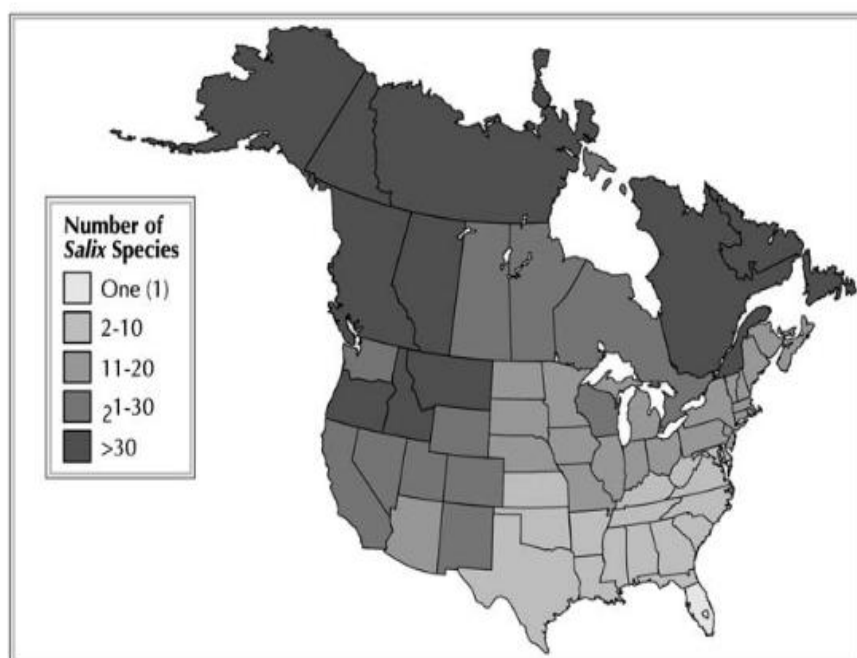 Number of
Salix Species
One (1)
2-10
11-20
21-30
>30